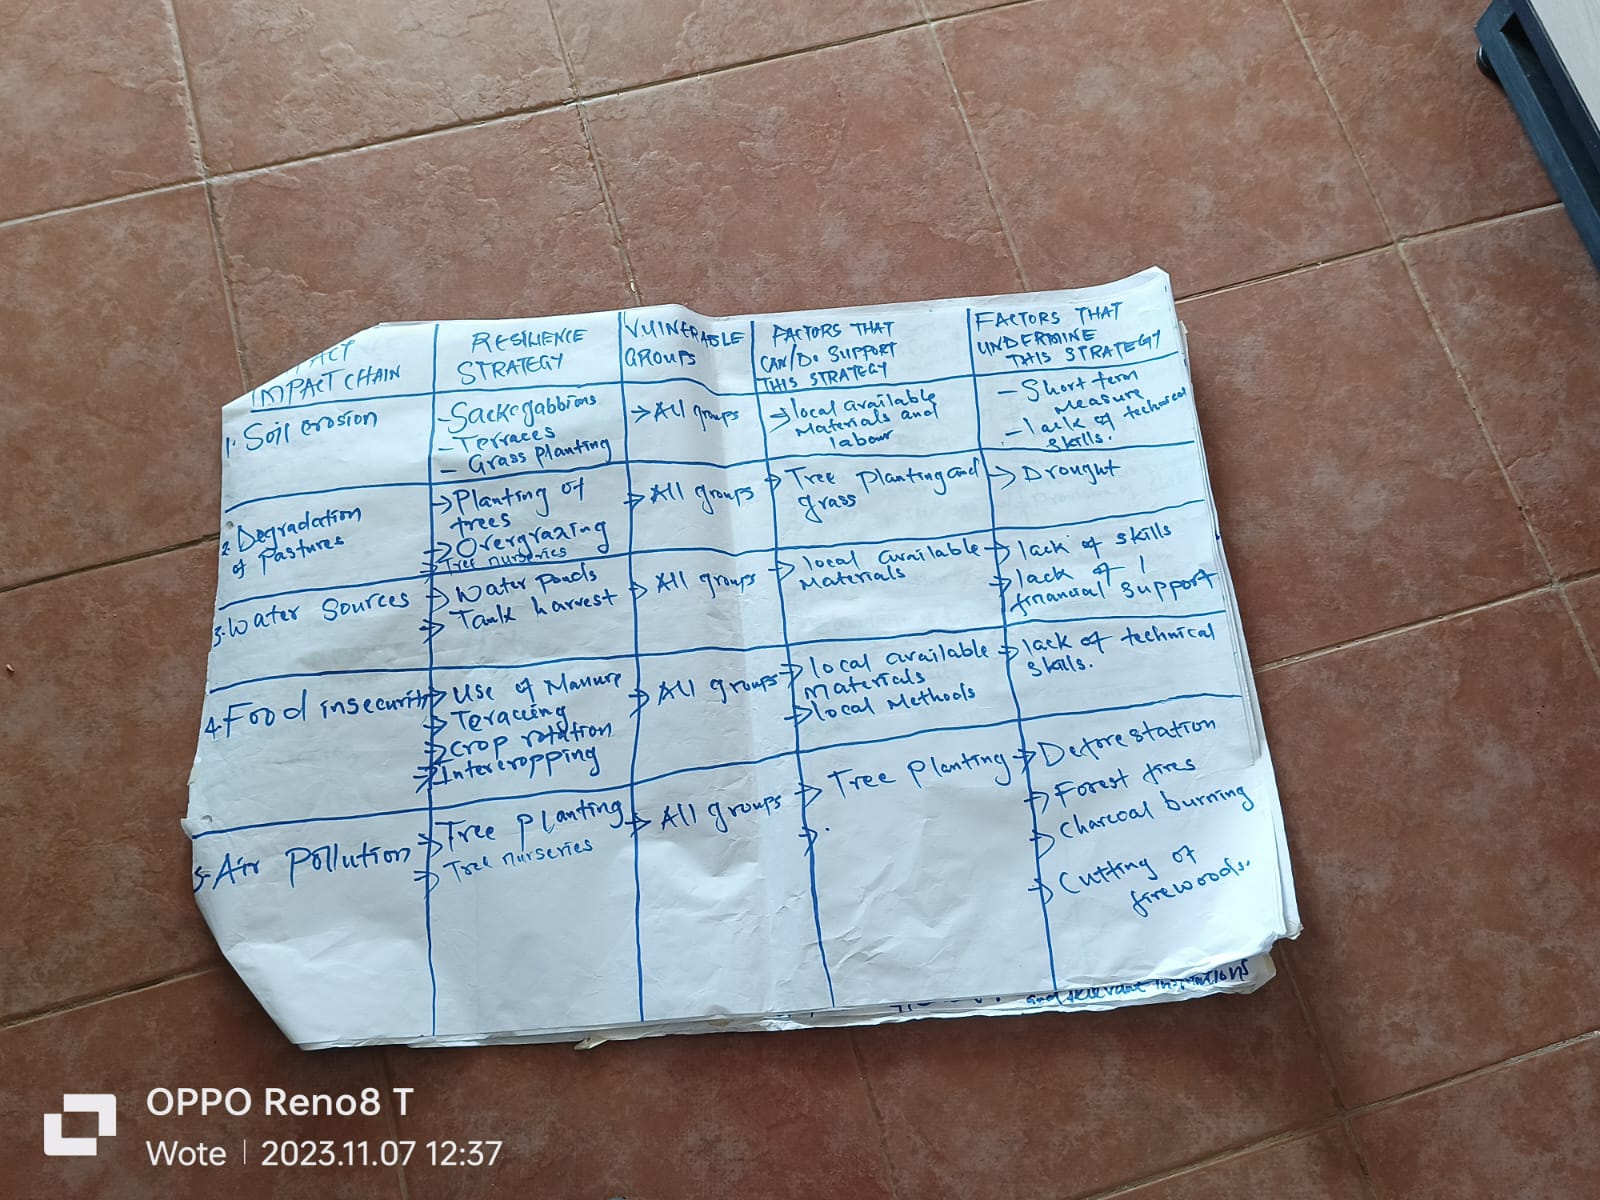 IMPACT CHAIN
RESILIENCE
STRATEGY
VULNERABLE
GROUPS
FACTORS THAT
CAN/DO SUPPORT
THIS STRATEGY
FACTORS THAT
UNDERMINE
THIS STRATEGY
1. Soil erosion
- Sack gabbions
- Terraces
- Grass planting
→ All groups
→ local available
Materials and
labour
- Short term
Measure
- lack of technical
skills.
2. Degradation
of Pastures
→ Planting of
trees
→ Overgrazing
→ Tree nurseries
→ All groups
→ Tree Planting and
grass
→ Drought
3. Water Sources
→ Water ponds
→ Tank harvest
→ All groups
→ local available
Materials
→ lack of skills
→ lack of
financial support
4. Food insecurity
→ Use of Manure
→ Teraccing
→ Crop rotation
→ Intercropping
→ All groups
→ local available
Materials
→ local Methods
→ lack of technical
skills.
5. Air Pollution
→ Tree planting
→ Tree nurseries
→ All groups
→ Tree Planting
→ .
→ Deforestation
→ Forest fires
→ Charcoal burning
→ Cutting of
firewoods.
and relevant institutions
OPPO Reno8 T
Wote | 2023.11.07 12:37